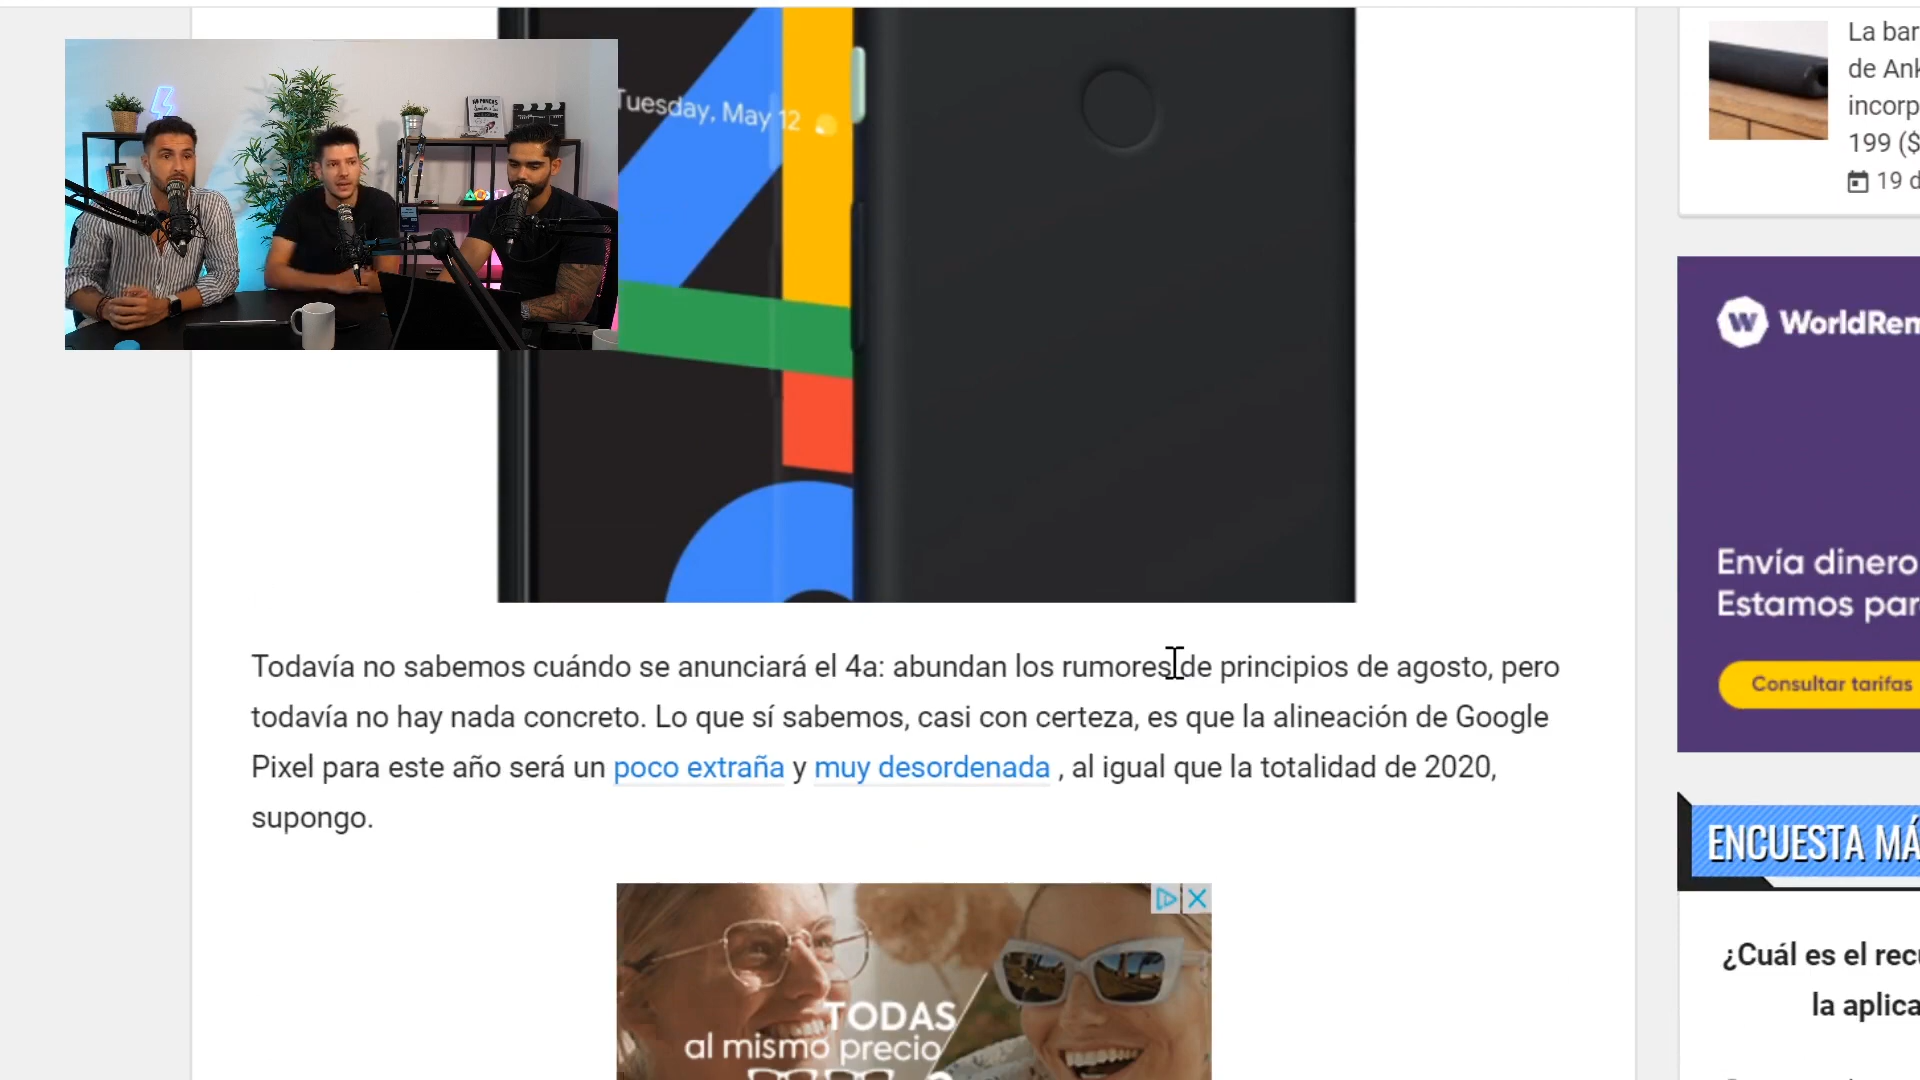 Tuesday, May 12
La bar
de Ank
incorp
199 ($
19 d
WorldRem
Envía dinero
Estamos par
Consultar tarifas
Todavía no sabemos cuándo se anunciará el 4a: abundan los rumores de principios de agosto, pero
todavía no hay nada concreto. Lo que sí sabemos, casi con certeza, es que la alineación de Google
Pixel para este año será un poco extraña y muy desordenada , al igual que la totalidad de 2020,
supongo.
ENCUESTA MÁ
¿Cuál es el recu
la aplica
TODAS
al mismo precio